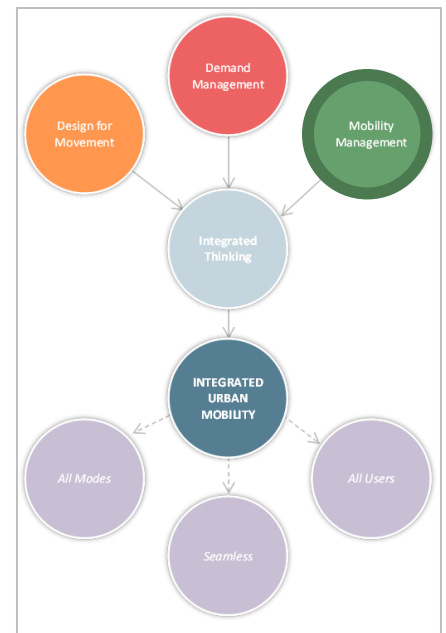 Demand
Management
Design for
Movement
Mobility
Management
Integrated
Thinking
INTEGRATED
URBAN
MOBILITY
All Modes
All Users
Seamless